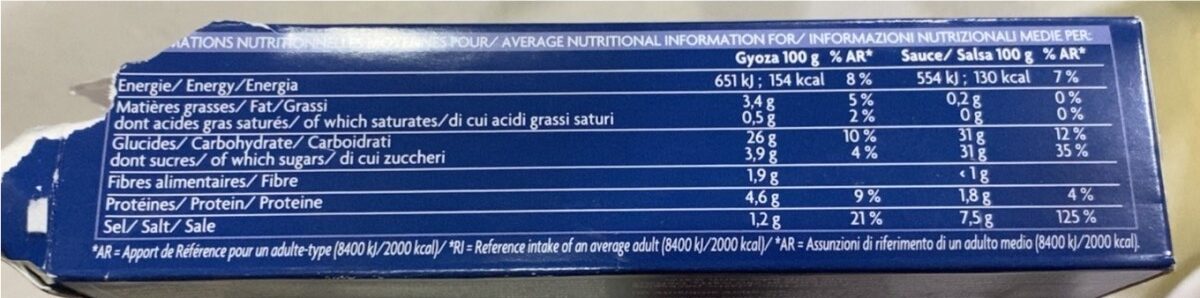 ATIONS NUTRITIONNELLES MOYENNES POUR/ AVERAGE NUTRITIONAL INFORMATION FOR/ INFORMAZIONI NUTRIZIONALI MEDIE PER:
Gyoza 100 g % AR* Sauce/ Salsa 100 g % AR*
Energie/ Energy/Energia 651 kJ ; 154 kcal 8 % 554 kJ ; 130 kcal 7 %
Matières grasses/ Fat/Grassi 3,4 g 5 % 0,2 g 0 %
dont acides gras saturés/ of which saturates/di cui acidi grassi saturi 0,5 g 2 % 0 g 0 %
Glucides/ Carbohydrate/ Carboidrati 26 g 10 % 31 g 12 %
dont sucres/ of which sugars/ di cui zuccheri 3,9 g 4 % 31 g 35 %
Fibres alimentaires/ Fibre 1,9 g <1 g
Protéines/ Protein/ Proteine 4,6 g 9 % 1,8 g 4 %
Sel/ Salt/ Sale 1,2 g 21 % 7,5 g 125 %
*AR = Apport de Référence pour un adulte-type (8400 kJ/2000 kcal)/ *RI = Reference intake of an average adult (8400 kJ/2000 kcal)/ *AR = Assunzioni di riferimento di un adulto medio (8400 kJ/2000 kcal).